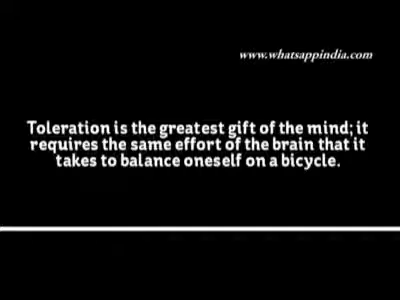 www.whatsappindia.com
Toleration is the greatest gift of the mind; it
requires the same effort of the brain that it
takes to balance oneself on a bicycle.